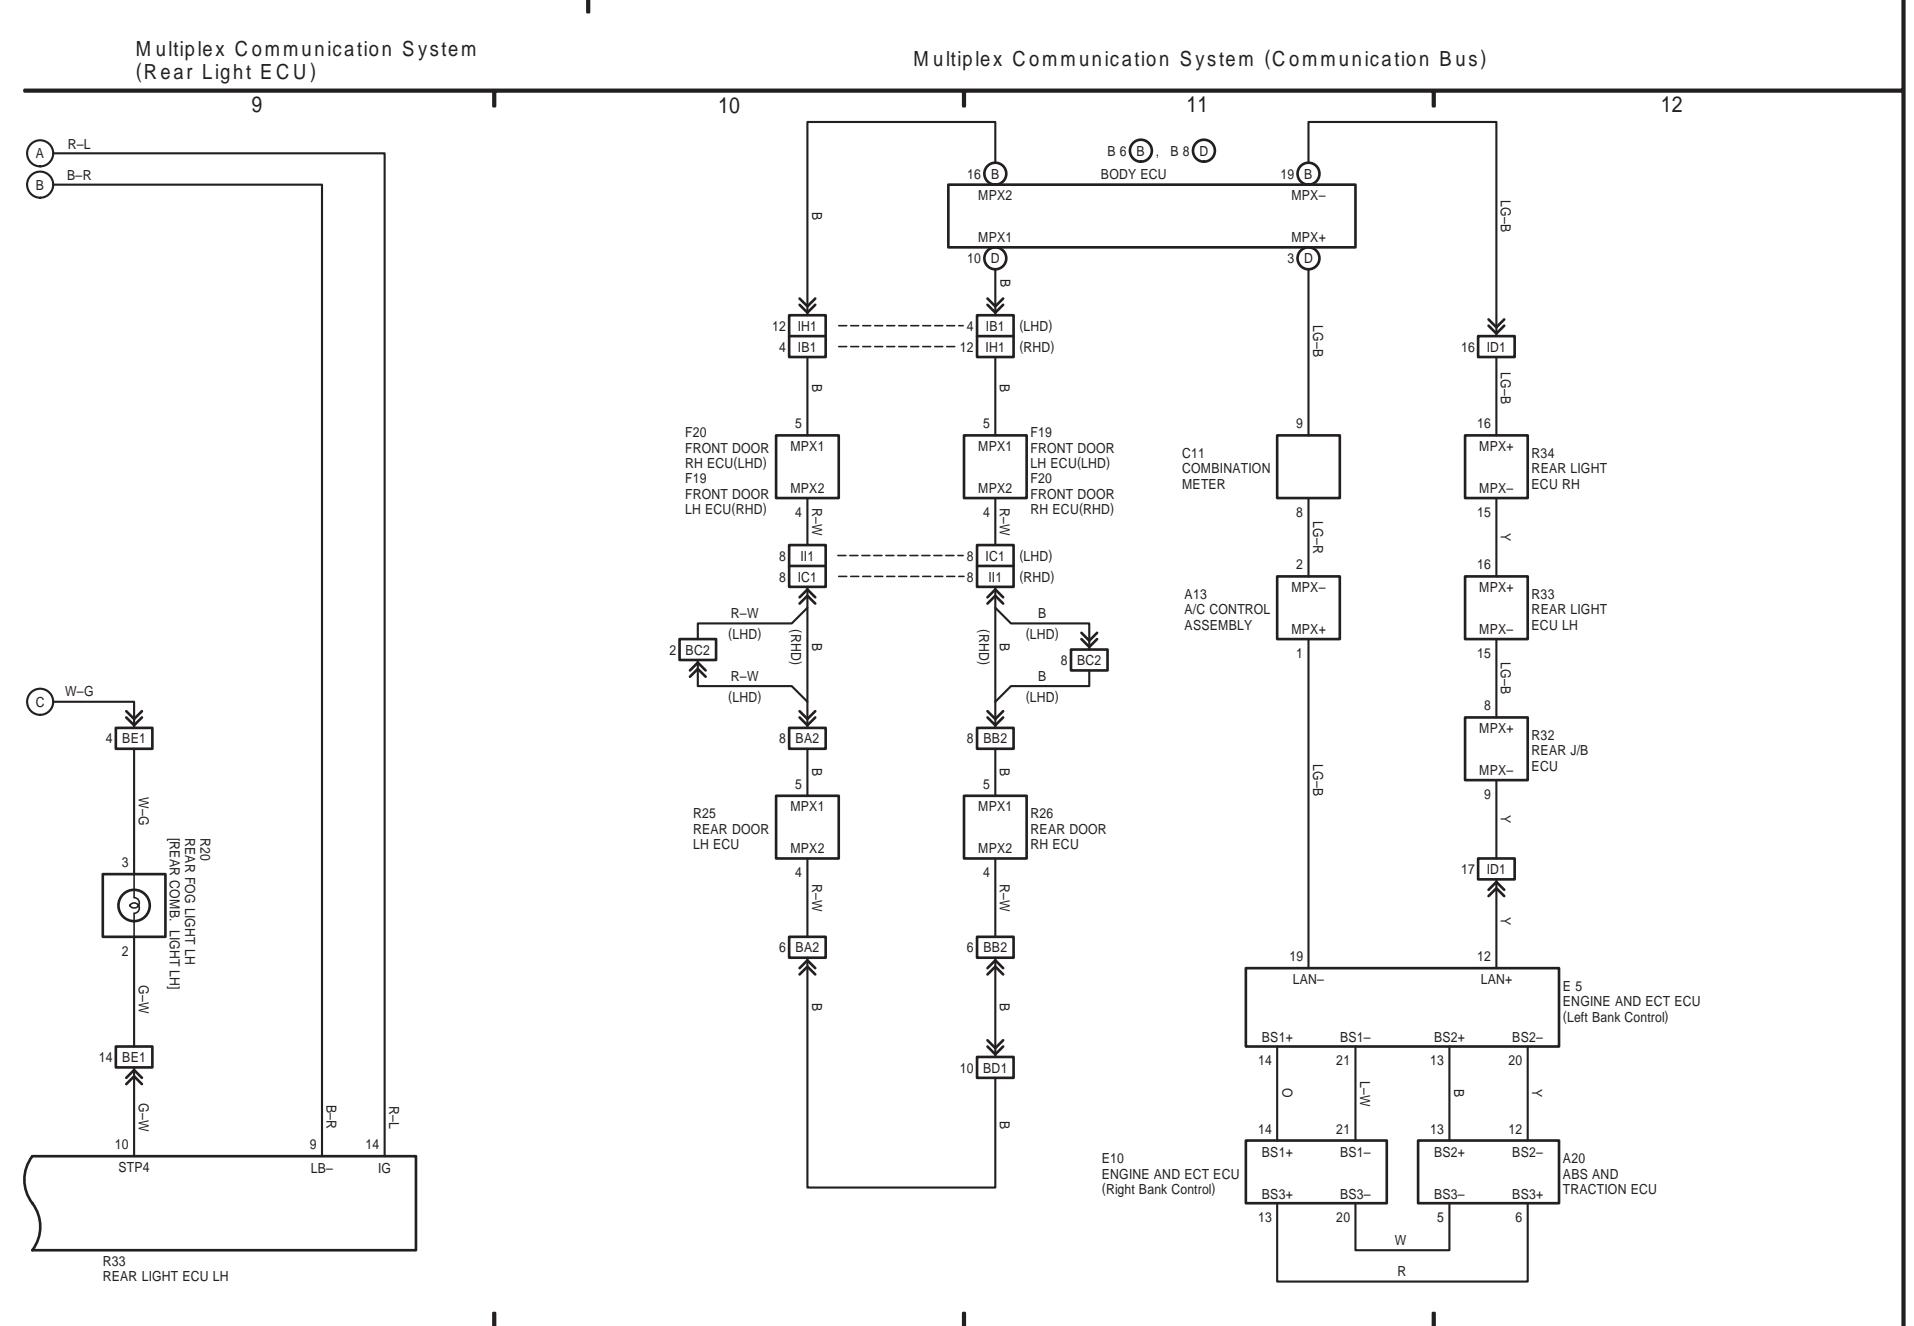 Multiplex Communication System
(Rear Light ECU)
Multiplex Communication System (Communication Bus)
9
10
11
12
A
R–L
B
B–R
C
W–G
4 BE1
W–G
3
R20
REAR FOG LIGHT LH
[REAR COMB. LIGHT LH]
2
G–W
14 BE1
G–W
B–R
R–L
10
9
14
STP4
LB–
IG
R33
REAR LIGHT ECU LH
B 6 B , B 8 D
BODY ECU
16 B
19 B
MPX2
MPX–
MPX1
MPX+
10 D
3 D
B
B
LG–B
LG–B
12 IH1
4 IB1 (LHD)
4 IB1
12 IH1 (RHD)
16 ID1
B
B
LG–B
5
5
9
16
F20
FRONT DOOR
RH ECU(LHD)
F19
FRONT DOOR
LH ECU(RHD)
MPX1
MPX2
MPX1
MPX2
F19
FRONT DOOR
LH ECU(LHD)
F20
FRONT DOOR
RH ECU(RHD)
C11
COMBINATION
METER
MPX+
MPX–
R34
REAR LIGHT
ECU RH
4
R–W
4
R–W
8
LG–R
15
Y
8 II1
8 IC1 (LHD)
8 IC1
8 II1 (RHD)
2
16
A13
A/C CONTROL
ASSEMBLY
MPX–
MPX+
MPX+
MPX–
R33
REAR LIGHT
ECU LH
R–W
(LHD)
(RHD)
B
2 BC2
R–W
(LHD)
B
(LHD)
(RHD)
B
8 BC2
B
(LHD)
1
15
LG–B
8
MPX+
MPX–
R32
REAR J/B
ECU
8 BA2
8 BB2
B
B
LG–B
5
5
9
Y
R25
REAR DOOR
LH ECU
MPX1
MPX2
MPX1
MPX2
R26
REAR DOOR
RH ECU
4
R–W
4
R–W
17 ID1
Y
6 BA2
6 BB2
B
B
10 BD1
B
19
12
LAN–
LAN+
E 5
ENGINE AND ECT ECU
(Left Bank Control)
BS1+
BS1–
BS2+
BS2–
14
21
13
20
O
L–W
B
Y
14
21
13
12
E10
ENGINE AND ECT ECU
(Right Bank Control)
BS1+
BS1–
BS2+
BS2–
A20
ABS AND
TRACTION ECU
BS3+
BS3–
BS3–
BS3+
13
20
5
6
W
R